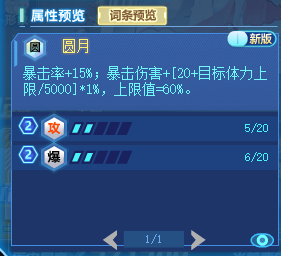 属性预览 词条预览
圆 圆月 新版
暴击率+15%；暴击伤害+[20+目标体力上
限/5000]*1%，上限值=60%。
2 攻 5/20
2 爆 6/20
1/1